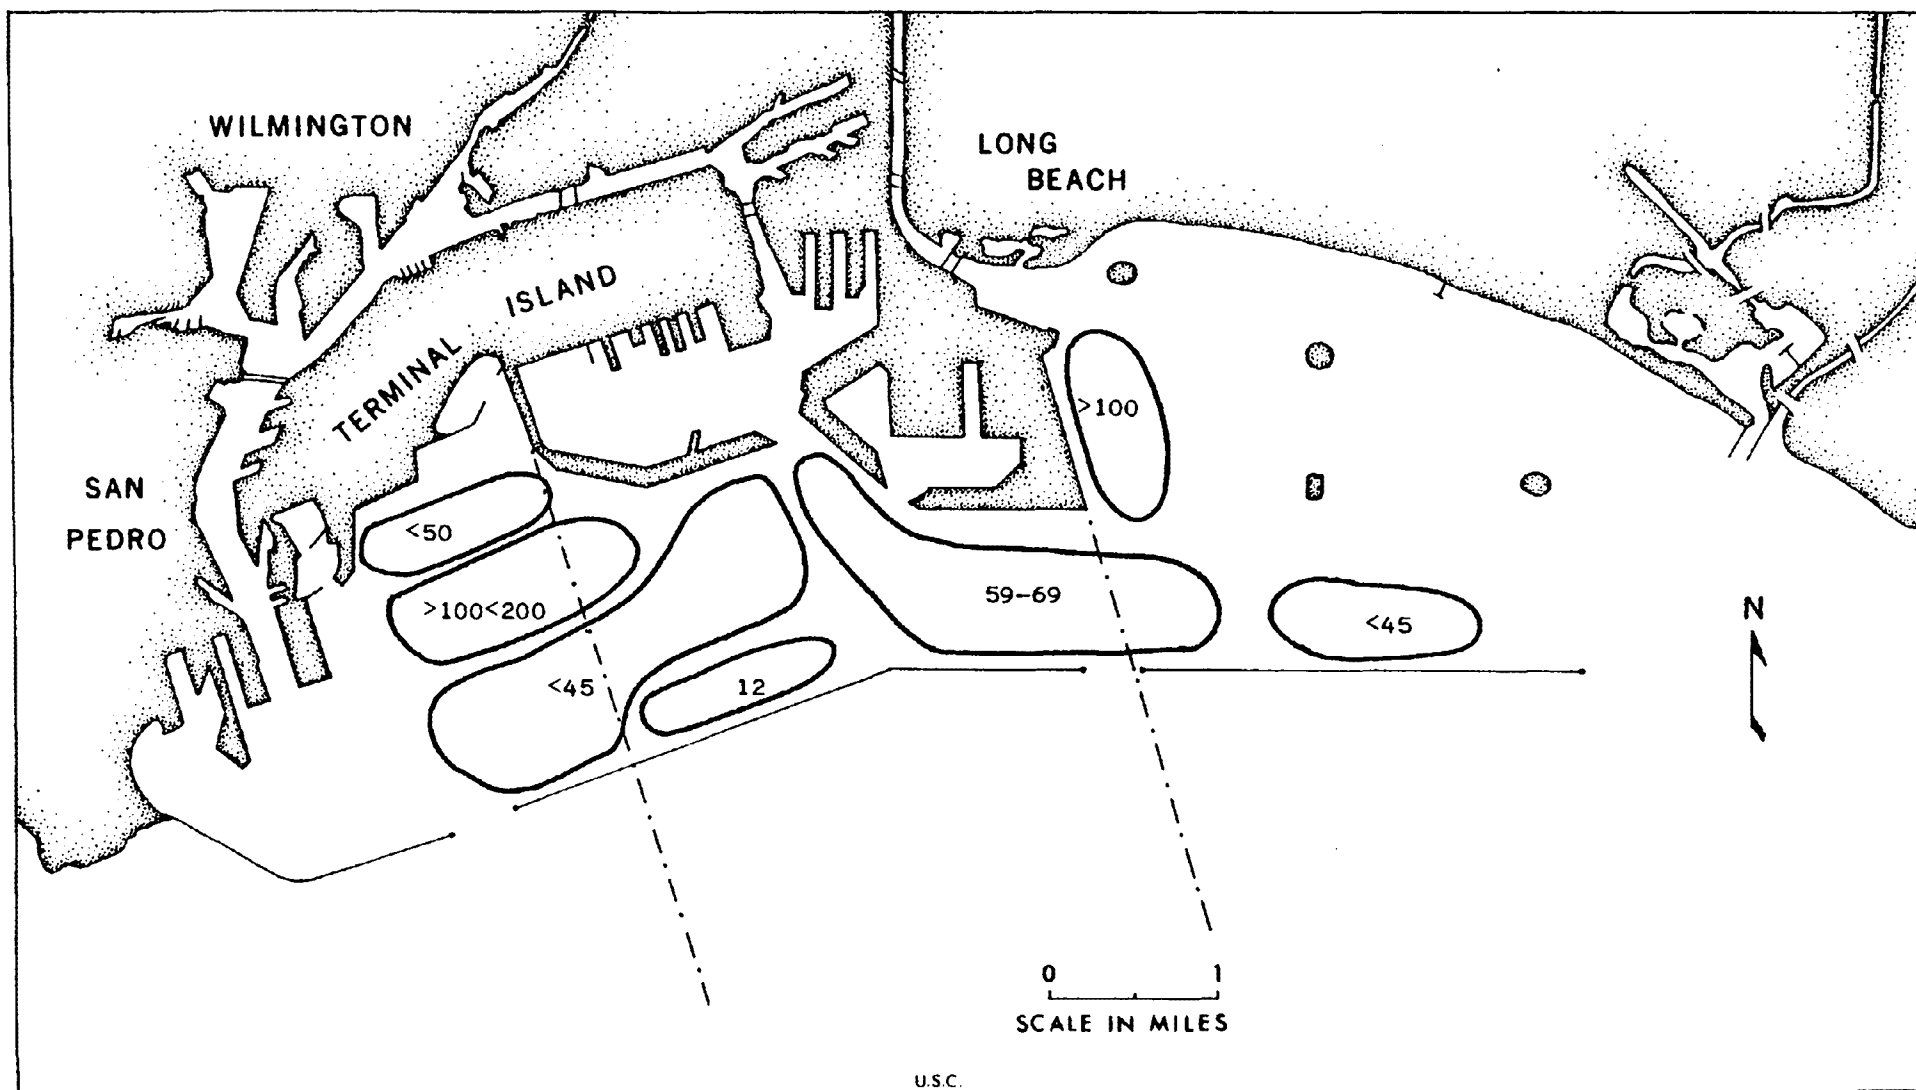 WILMINGTON
LONG
BEACH
ISLAND
TERMINAL
>100
SAN
PEDRO
<50
>100<200
59-69
<45
<45
12
N
0 1
SCALE IN MILES
U.S.C.